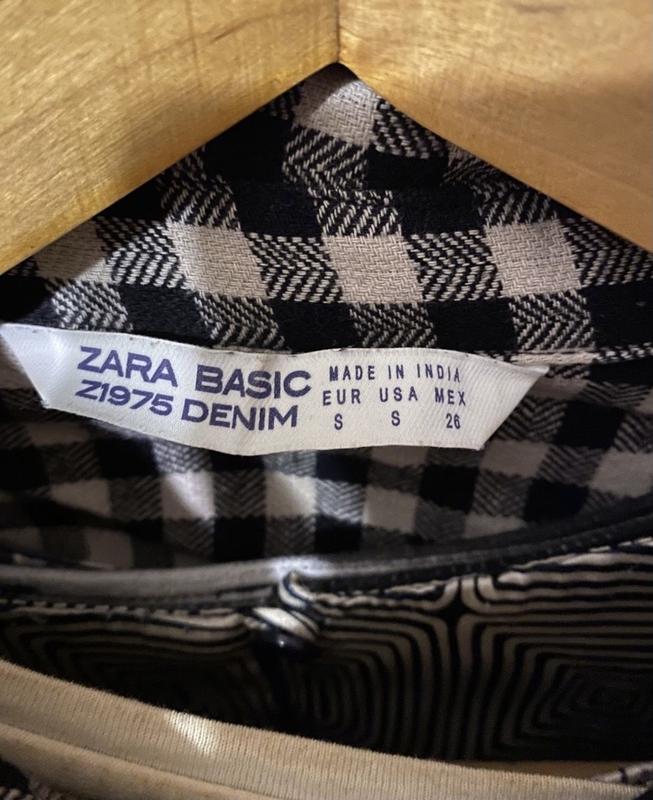 ZARA BASIC
Z1975 DENIM
MADE IN INDIA
EUR USA MEX
S S 26